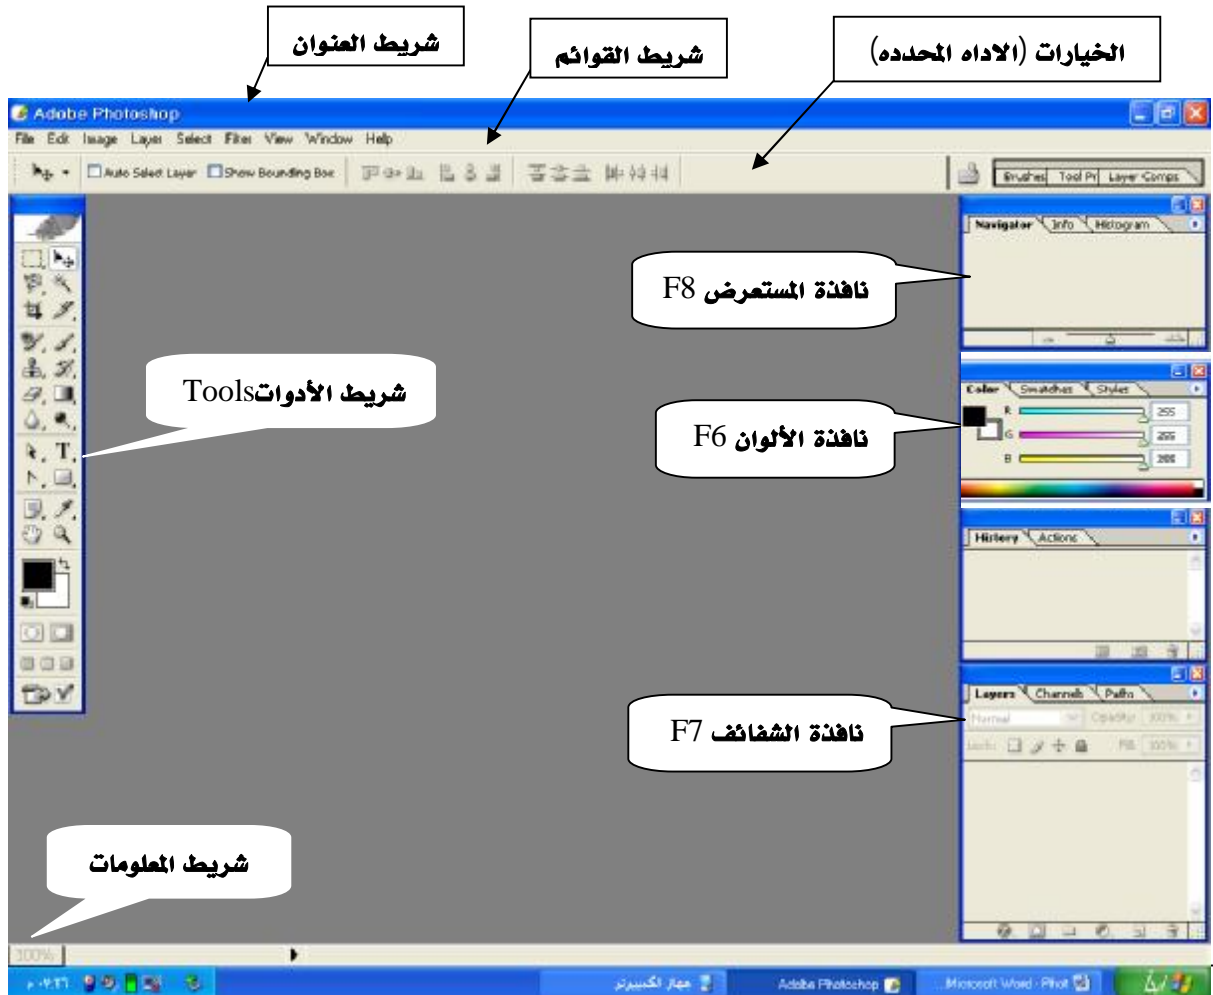 شريط العنوان
شريط القوائم
الخيارات (الاداه المحدده)
Adobe Photoshop
File Edit Image Layer Select Filter View Window Help
Auto Select Layer Show Bounding Box
Brushes Tool Pr Layer Comps
Navigator Info Histogram
نافذة المستعرض F8
شريط الأدوات Tools
Color Swatches Styles
R 255
G 255
B 255
نافذة الألوان F6
History Actions
Layers Channels Paths
Normal Opacity: 100%
Lock: Fill: 100%
نافذة الشفائف F7
شريط المعلومات
300%
Adobe Photoshop
Microsoft Word - Phot...